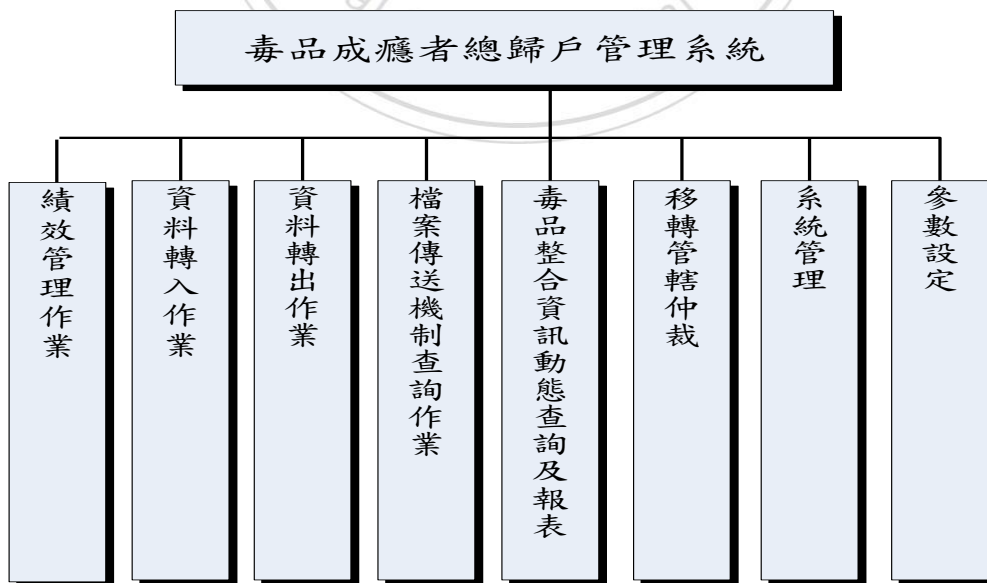 毒品成癮者總歸戶管理系統
績效管理作業
資料轉入作業
資料轉出作業
檔案傳送機制查詢作業
毒品整合資訊動態查詢及報表
移轉管轄仲裁
系統管理
參數設定